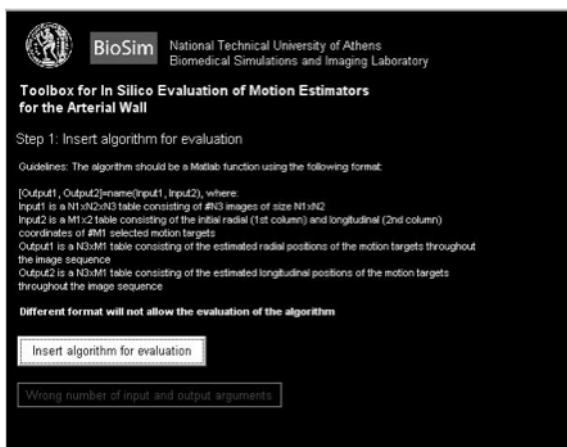 BioSim
National Technical University of Athens
Biomedical Simulations and Imaging Laboratory
Toolbox for In Silico Evaluation of Motion Estimators
for the Arterial Wall
Step 1: Insert algorithm for evaluation
Guidelines: The algorithm should be a Matlab function using the following format:
[Output1, Output2]=name(Input1, Input2), where:
Input1 is a N1xN2xN3 table consisting of #N3 images of size N1xN2
Input2 is a M1x2 table consisting of the initial radial (1st column) and longitudinal (2nd column)
coordinates of #M1 selected motion targets
Output1 is a N3xM1 table consisting of the estimated radial positions of the motion targets throughout
the image sequence
Output2 is a N3xM1 table consisting of the estimated longitudinal positions of the motion targets
throughout the image sequence
Different format will not allow the evaluation of the algorithm
Insert algorithm for evaluation
Wrong number of input and output arguments